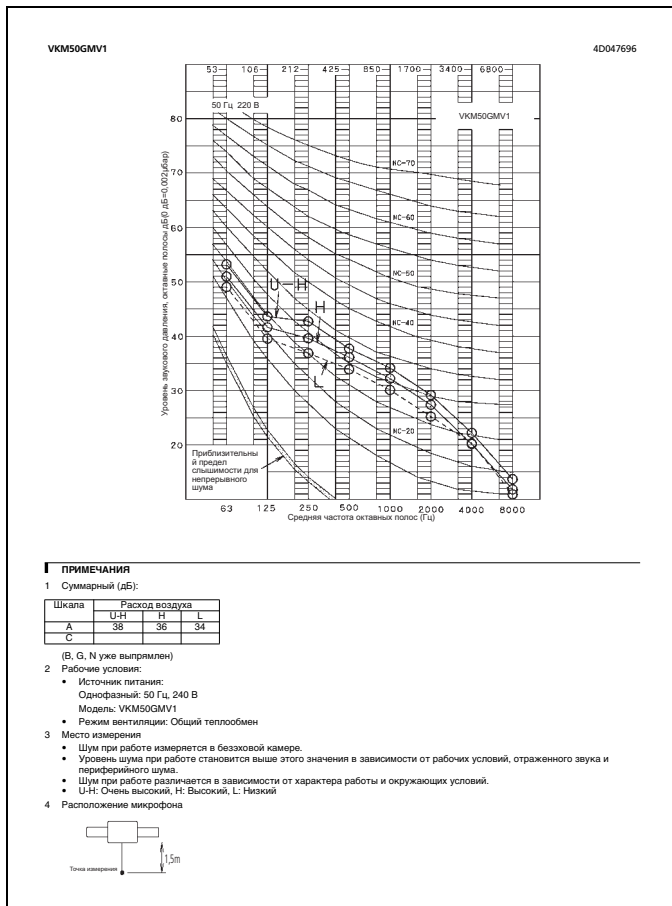 VKM50GMV1
4D047696
53 106 212 425 850 1700 3400 6800
50 Гц 220 В
VKM50GMV1
Уровень звукового давления, октавные полосы дБ(0 дБ=0,002µбар)
80
70
60
50
40
30
20
NC-70
NC-60
NC-50
NC-40
NC-20
U-H
H
L
Приблизительны
й предел
слышимости для
непрерывного
шума
63 125 250 500 1000 2000 4000 8000
Средняя частота октавных полос (Гц)
ПРИМЕЧАНИЯ
1 Суммарный (дБ):
Шкала Расход воздуха
U-H H L
A 38 36 34
C
(B, G, N уже выпрямлен)
2 Рабочие условия:
• Источник питания:
Однофазный: 50 Гц, 240 В
Модель: VKM50GMV1
• Режим вентиляции: Общий теплообмен
3 Место измерения
• Шум при работе измеряется в безэховой камере.
• Уровень шума при работе становится выше этого значения в зависимости от рабочих условий, отраженного звука и
периферийного шума.
• Шум при работе различается в зависимости от характера работы и окружающих условий.
• U-H: Очень высокий, H: Высокий, L: Низкий
4 Расположение микрофона
1,5m
Точка измерения